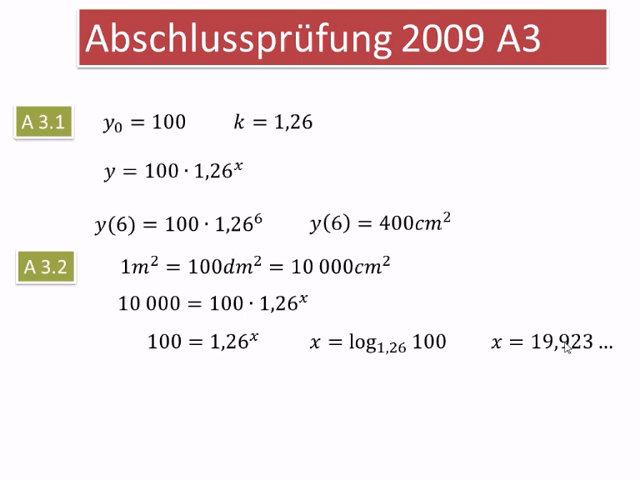 Abschlussprüfung 2009 A3
A 3.1 y₀ = 100 k = 1,26
y = 100 · 1,26ˣ
y(6) = 100 · 1,26⁶ y(6) = 400cm²
A 3.2 1m² = 100dm² = 10 000cm²
10 000 = 100 · 1,26ˣ
100 = 1,26ˣ x = log₁,₂₆ 100 x = 19,923 ...